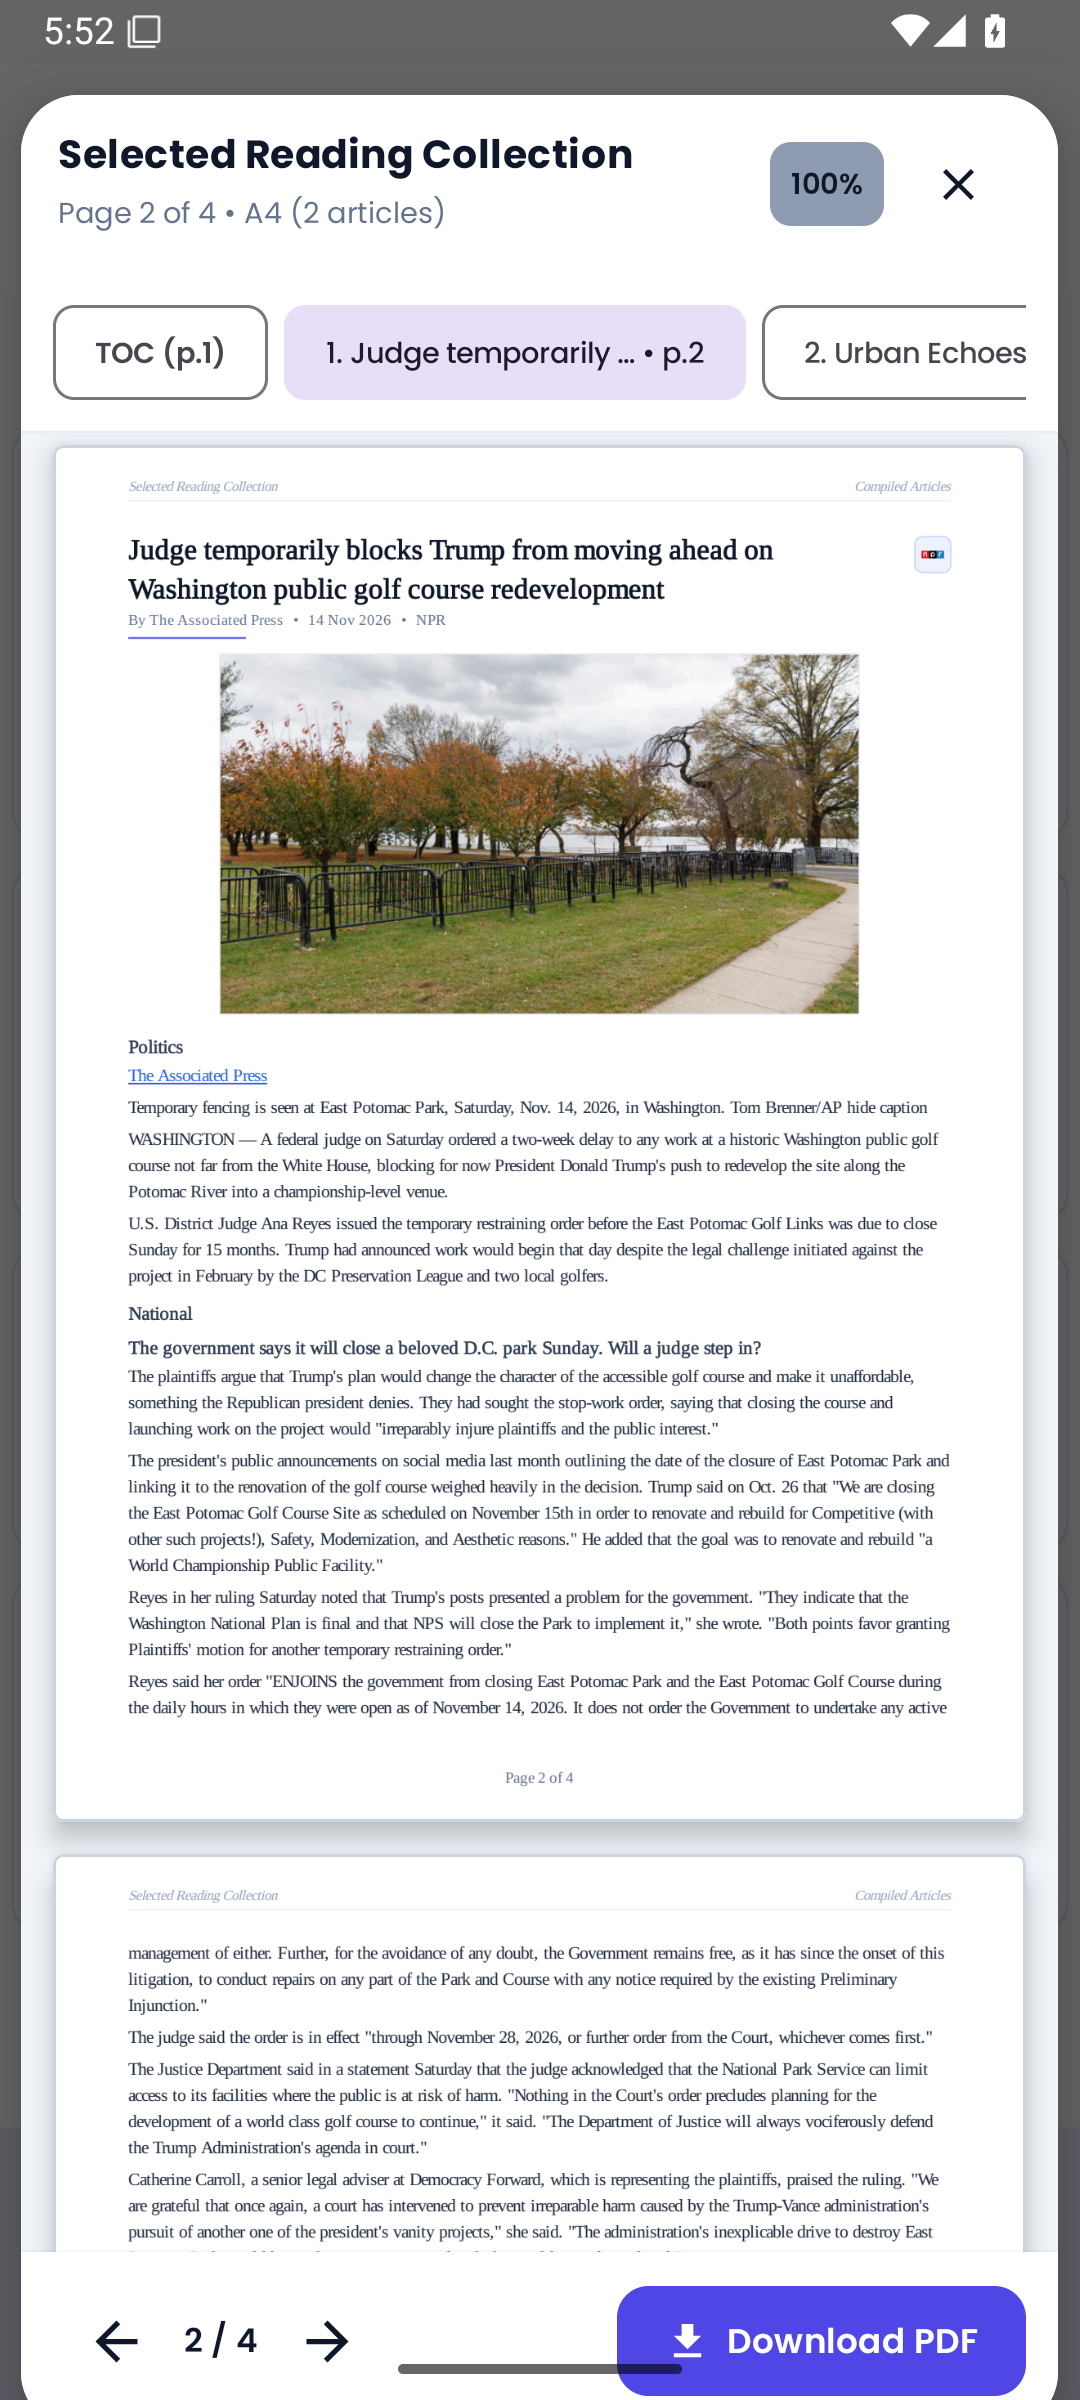 5:52
Selected Reading Collection
Page 2 of 4 • A4 (2 articles)
100%
TOC (p.1)
1. Judge temporarily ... • p.2
2. Urban Echoes
Selected Reading Collection
Compiled Articles
Judge temporarily blocks Trump from moving ahead on
Washington public golf course redevelopment
npr
By The Associated Press • 14 Nov 2026 • NPR
Politics
The Associated Press
Temporary fencing is seen at East Potomac Park, Saturday, Nov. 14, 2026, in Washington. Tom Brenner/AP hide caption
WASHINGTON — A federal judge on Saturday ordered a two-week delay to any work at a historic Washington public golf
course not far from the White House, blocking for now President Donald Trump's push to redevelop the site along the
Potomac River into a championship-level venue.
U.S. District Judge Ana Reyes issued the temporary restraining order before the East Potomac Golf Links was due to close
Sunday for 15 months. Trump had announced work would begin that day despite the legal challenge initiated against the
project in February by the DC Preservation League and two local golfers.
National
The government says it will close a beloved D.C. park Sunday. Will a judge step in?
The plaintiffs argue that Trump's plan would change the character of the accessible golf course and make it unaffordable,
something the Republican president denies. They had sought the stop-work order, saying that closing the course and
launching work on the project would "irreparably injure plaintiffs and the public interest."
The president's public announcements on social media last month outlining the date of the closure of East Potomac Park and
linking it to the renovation of the golf course weighed heavily in the decision. Trump said on Oct. 26 that "We are closing
the East Potomac Golf Course Site as scheduled on November 15th in order to renovate and rebuild for Competitive (with
other such projects!), Safety, Modernization, and Aesthetic reasons." He added that the goal was to renovate and rebuild "a
World Championship Public Facility."
Reyes in her ruling Saturday noted that Trump's posts presented a problem for the government. "They indicate that the
Washington National Plan is final and that NPS will close the Park to implement it," she wrote. "Both points favor granting
Plaintiffs' motion for another temporary restraining order."
Reyes said her order "ENJOINS the government from closing East Potomac Park and the East Potomac Golf Course during
the daily hours in which they were open as of November 14, 2026. It does not order the Government to undertake any active
Page 2 of 4
Selected Reading Collection
Compiled Articles
management of either. Further, for the avoidance of any doubt, the Government remains free, as it has since the onset of this
litigation, to conduct repairs on any part of the Park and Course with any notice required by the existing Preliminary
Injunction."
The judge said the order is in effect "through November 28, 2026, or further order from the Court, whichever comes first."
The Justice Department said in a statement Saturday that the judge acknowledged that the National Park Service can limit
access to its facilities where the public is at risk of harm. "Nothing in the Court's order precludes planning for the
development of a world class golf course to continue," it said. "The Department of Justice will always vociferously defend
the Trump Administration's agenda in court."
Catherine Carroll, a senior legal adviser at Democracy Forward, which is representing the plaintiffs, praised the ruling. "We
are grateful that once again, a court has intervened to prevent irreparable harm caused by the Trump-Vance administration's
pursuit of another one of the president's vanity projects," she said. "The administration's inexplicable drive to destroy East
2 / 4
Download PDF